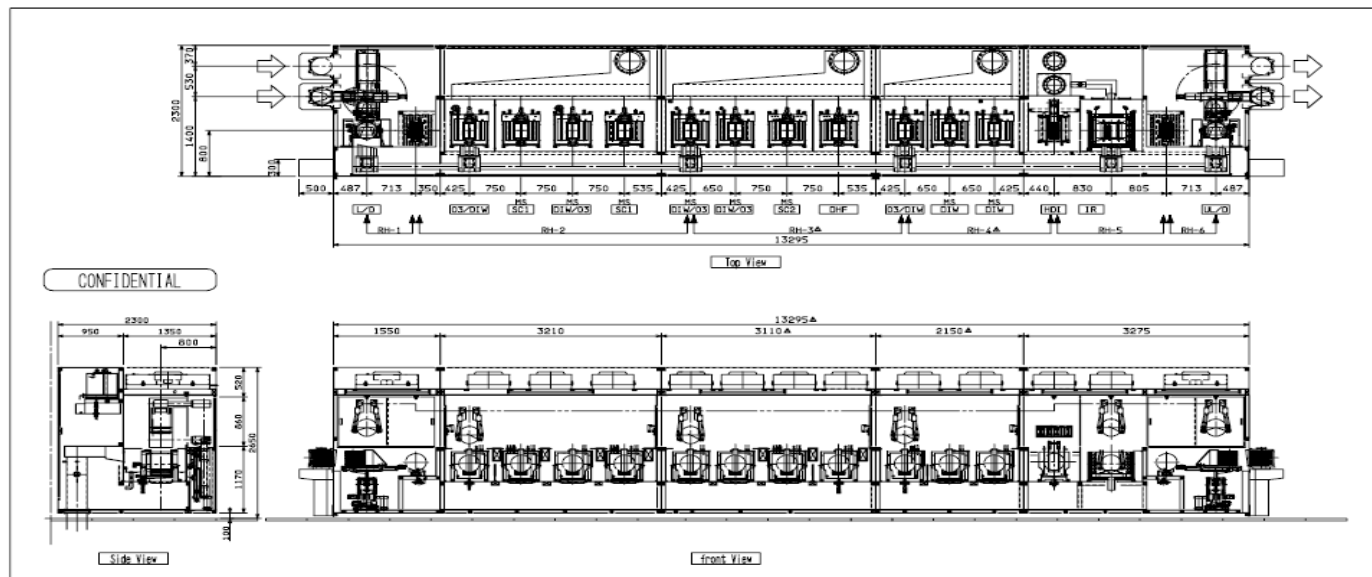 370
530
2300
1400
800
300
500 487 713 350 425 750 750 750 535 425 650 750 750 535 425 650 650 425 440 830 805 713 487
MS MS MS MS MS MS MS MS MS
L/D O3/DIW SC1 DIW/O3 SC1 DIW/O3 DIW/O3 SC2 DHF O3/DIW DIW DIW HDI IR UL/D
RH-1 RH-2 RH-3 RH-4 RH-5 RH-6
13295
Top View
CONFIDENTIAL
2300
950 1350
800
520
860
2650
1170
100
Side View
13295
1550 3210 3110 2150 3275
front View